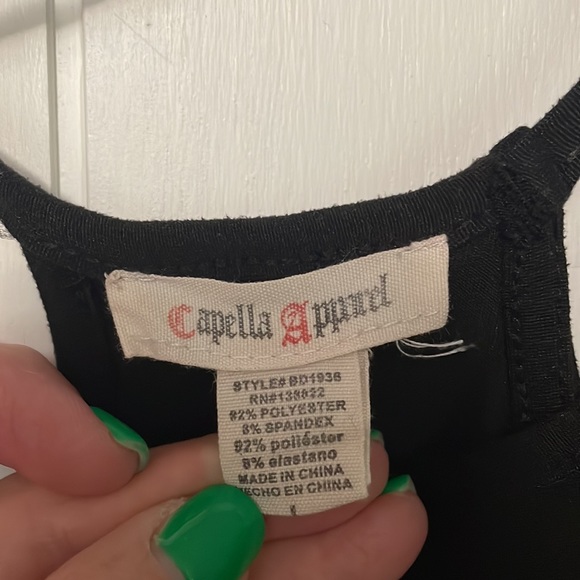 Capella Apparel
STYLE# BD1936
RN#138822
92% POLYESTER
8% SPANDEX
92% poliéster
8% elastano
MADE IN CHINA
HECHO EN CHINA